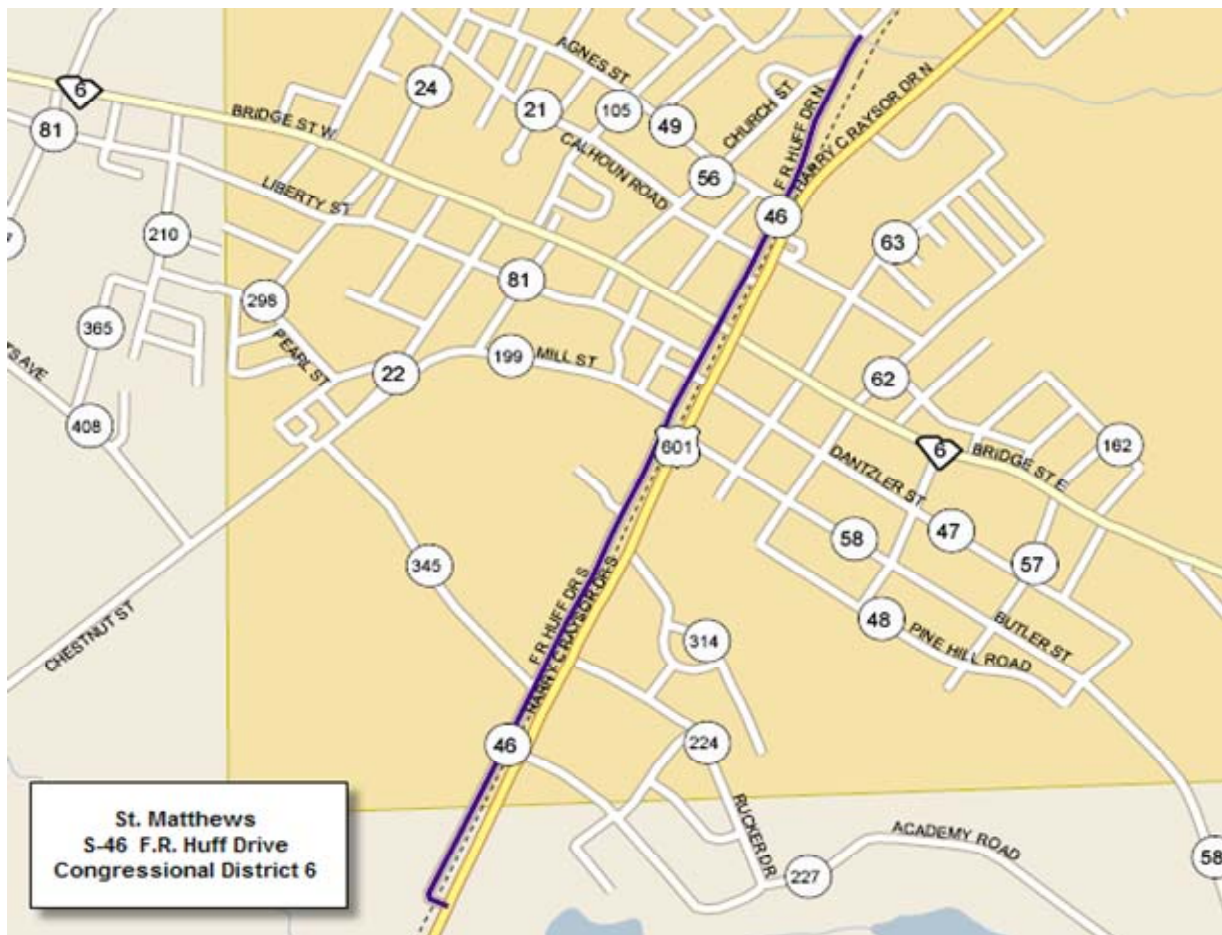 AGNES ST
6
24
105
21
49
CHURCH ST
81
BRIDGE ST W
F R HUFF DR N
HARRY C RAYSOR DR N
CALHOUN ROAD
56
LIBERTY ST
46
210
63
81
298
365
PEARL ST
199
MILL ST
22
62
408
601
6
BRIDGE ST E
162
DANTZLER ST
47
58
345
57
F R HUFF DR S
HARRY C RAYSOR DR S
CHESTNUT ST
48
PINE HILL ROAD
BUTLER ST
314
46
224
RUCKER DR
ACADEMY ROAD
227
58
St. Matthews
S-46 F.R. Huff Drive
Congressional District 6